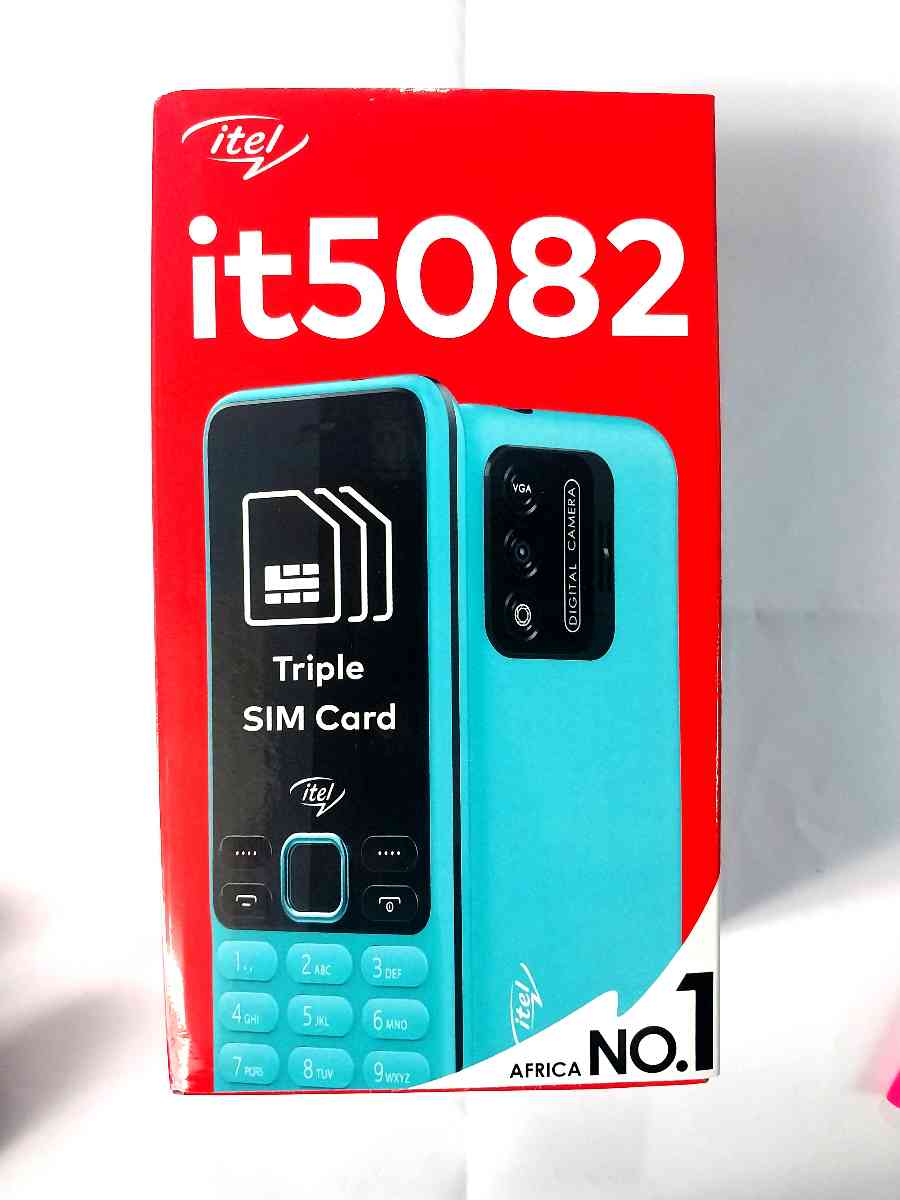 itel
it5082
VGA
DIGITAL CAMERA
Triple
SIM Card
itel
1.,
2 ABC
3 DEF
4 GHI
5 JKL
6 MNO
7 PQRS
8 TUV
9 WXYZ
itel
AFRICA NO.1